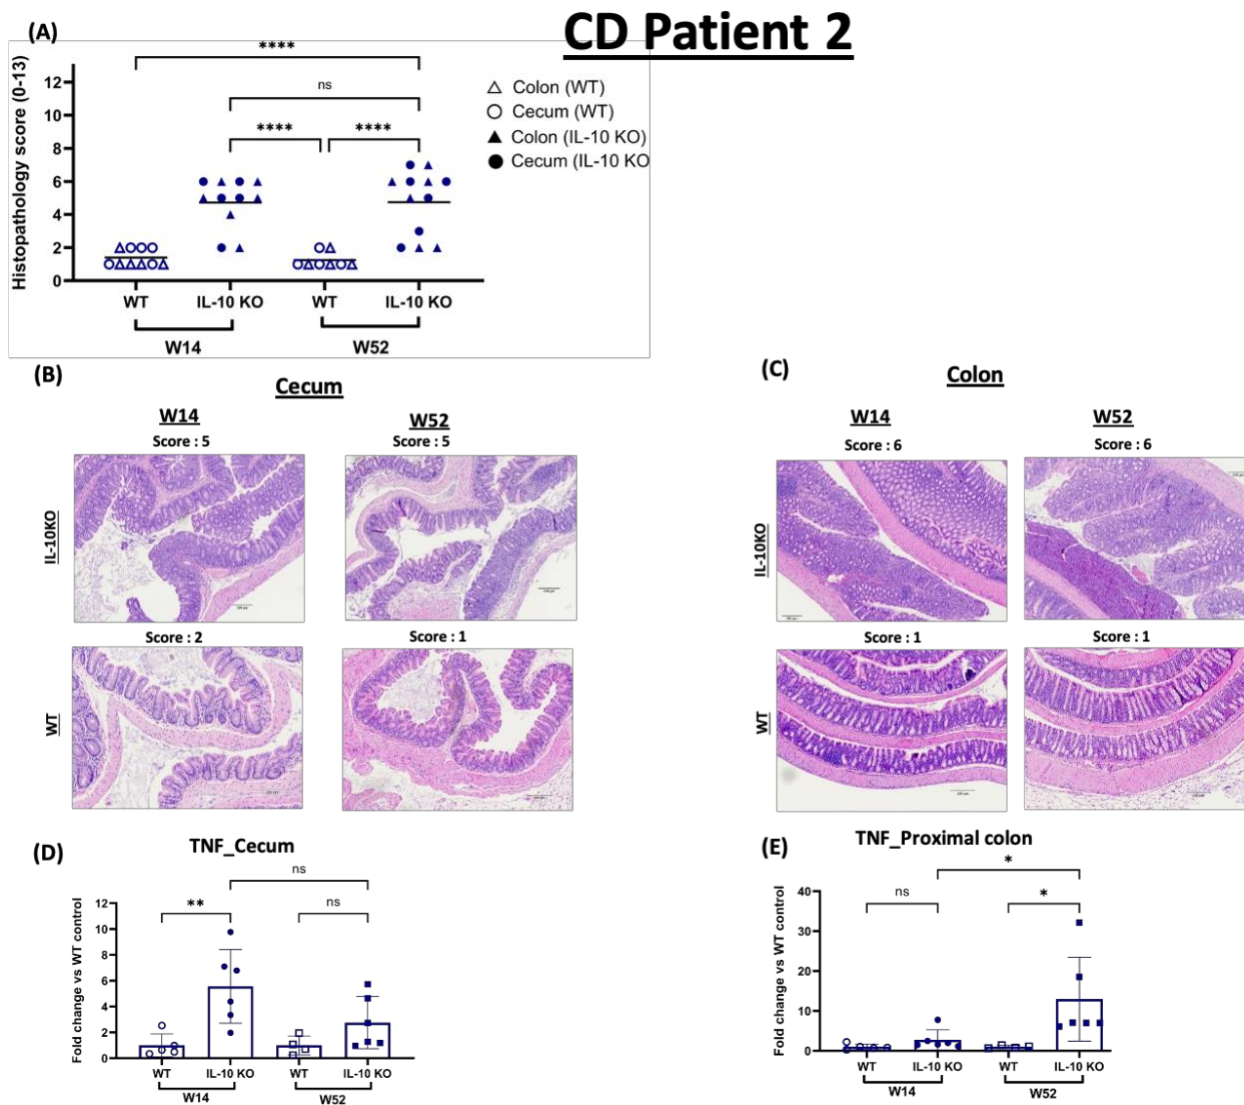 CD Patient 2
(A)
****
ns
**** ****
Histopathology score (0-13)
12
10
8
6
4
2
0
Colon (WT)
Cecum (WT)
Colon (IL-10 KO)
Cecum (IL-10 KO
WT IL-10 KO WT IL-10 KO
W14 W52
(B)
Cecum
W14 W52
Score : 5 Score : 5
IL-10KO
Score : 2 Score : 1
WT
(C)
Colon
W14 W52
Score : 6 Score : 6
IL-10KO
Score : 1 Score : 1
WT
(D)
TNF_Cecum
ns
** ns
Fold change vs WT control
12
10
8
6
4
2
0
WT IL-10 KO WT IL-10 KO
W14 W52
(E)
TNF_Proximal colon
*
ns *
Fold change vs WT control
40
30
20
10
0
WT IL-10 KO WT IL-10 KO
W14 W52